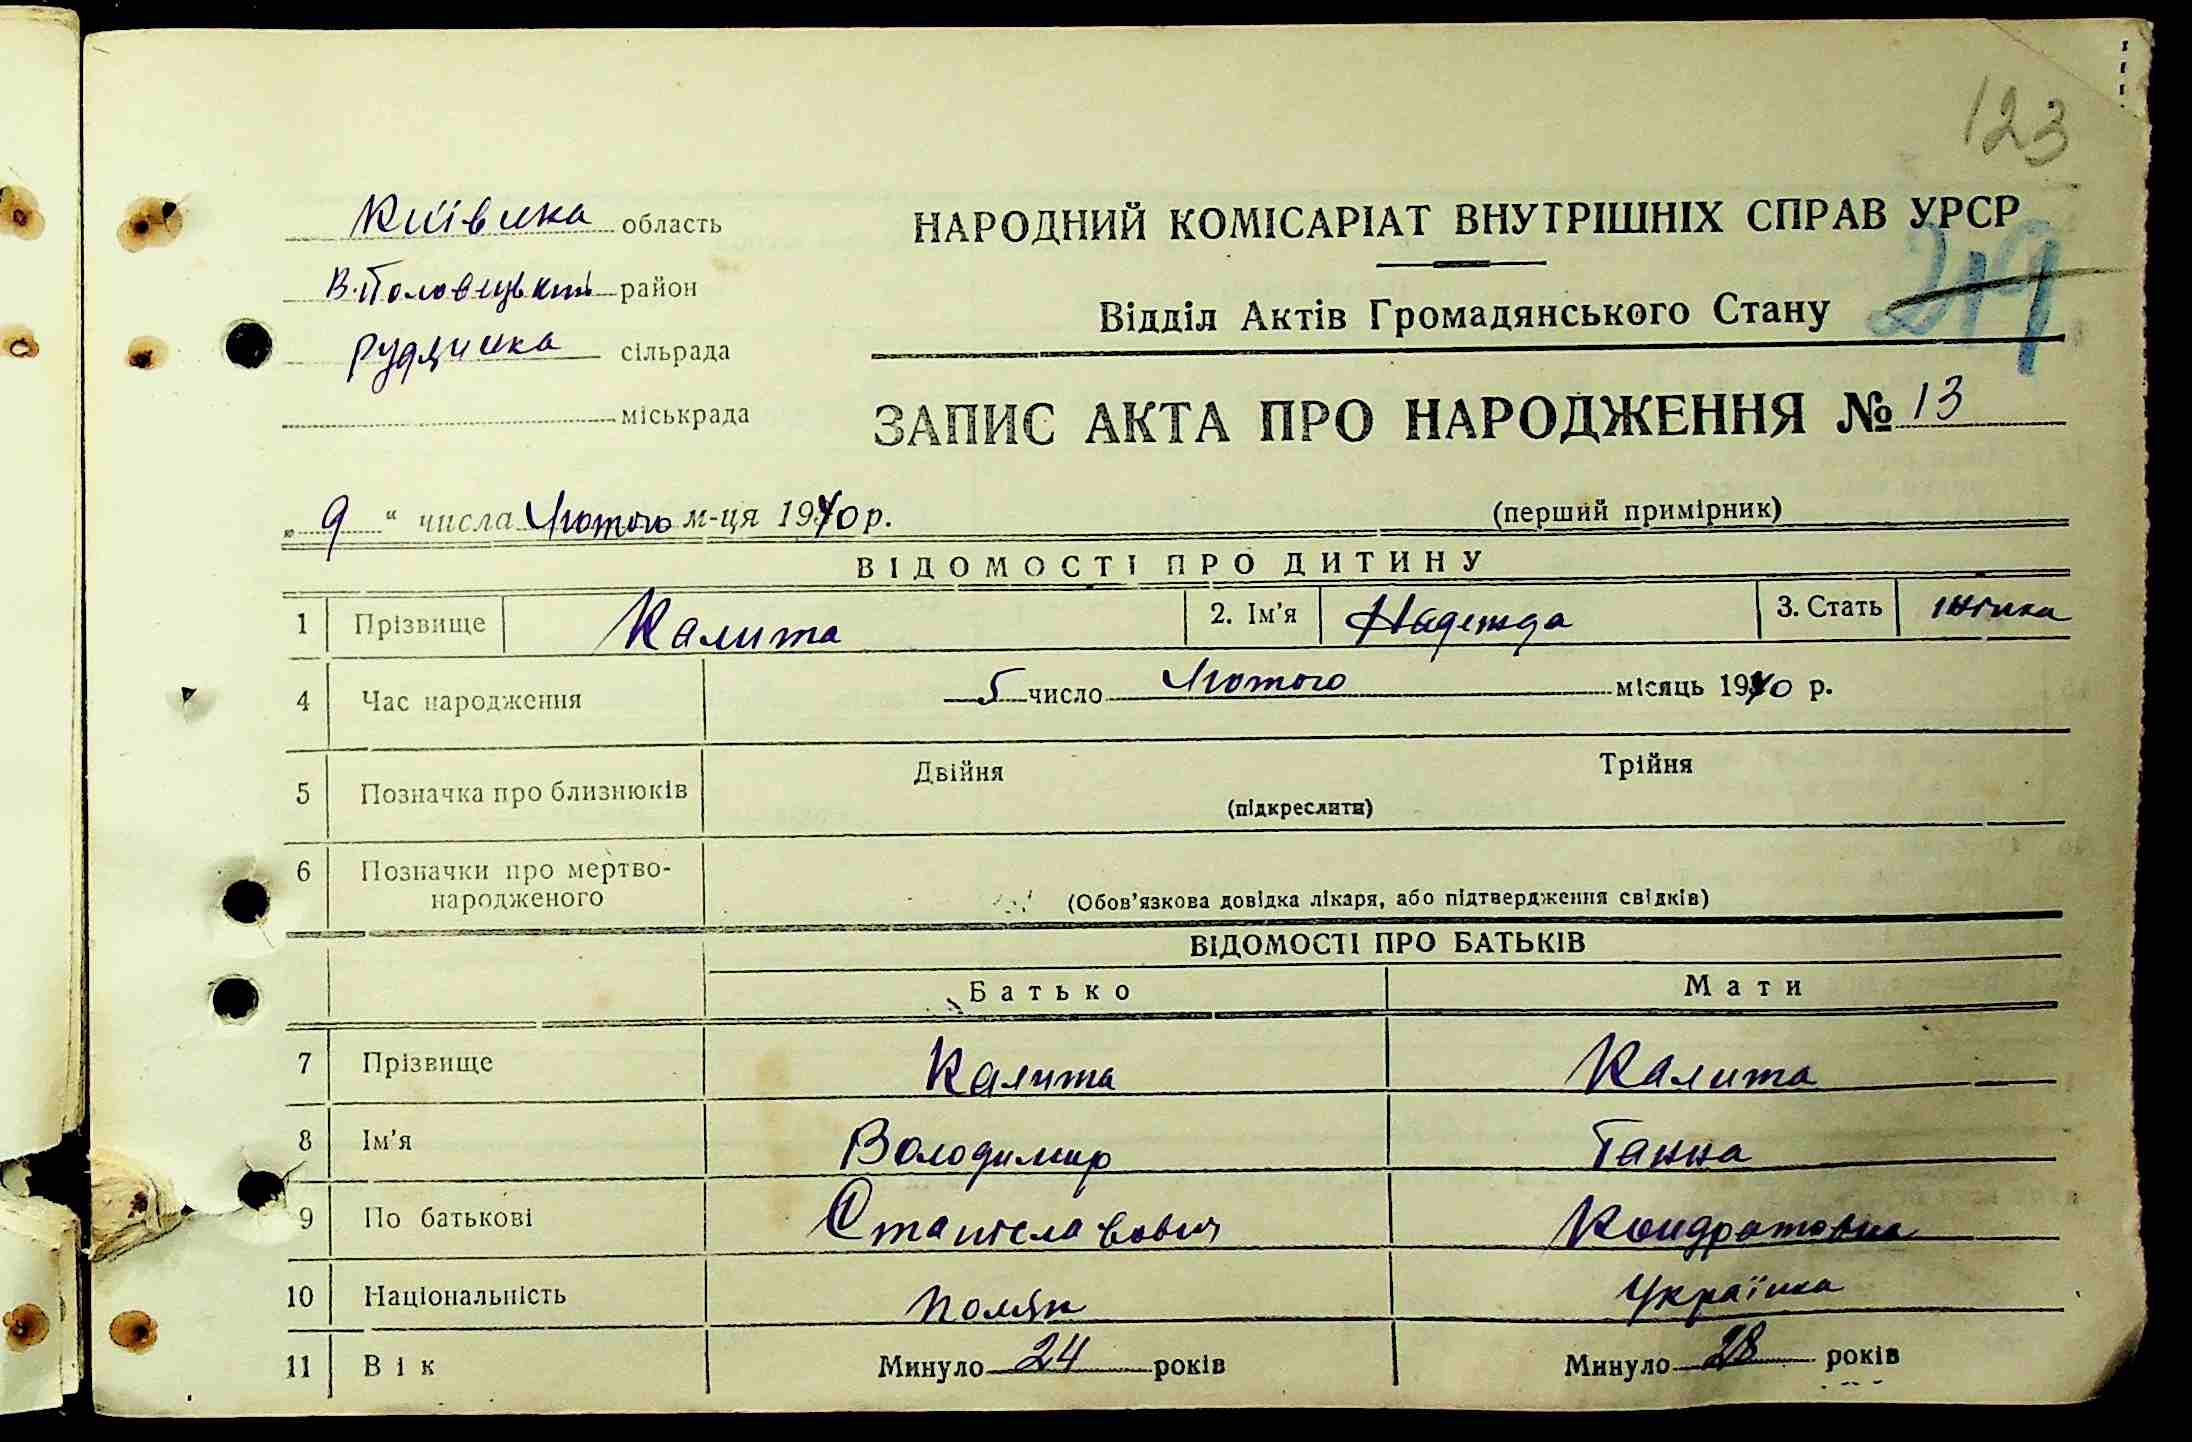 123
Київська область
НАРОДНИЙ КОМІСАРІАТ ВНУТРІШНІХ СПРАВ УРСР
В.Половецький район
219
Відділ Актів Громадянського Стану
сільрада
міськрада
ЗАПИС АКТА ПРО НАРОДЖЕННЯ № 13
„ 9 “ числа Лютого м-ця 1940 р.
(перший примірник)
ВІДОМОСТІ ПРО ДИТИНУ
1 Прізвище Калита 2. Ім'я Надежда 3. Стать жінка
4 Час народження 5 число Лютого місяць 1940 р.
5 Позначка про близнюків Двійня Трійня
(підкреслити)
6 Позначки про мертво-
народженого (Обов'язкова довідка лікаря, або підтвердження свідків)
ВІДОМОСТІ ПРО БАТЬКІВ
Батько Мати
7 Прізвище Калита Калита
8 Ім'я Володимир Ганна
9 По батькові Станіславович Кондратовна
10 Національність поляк Українка
11 Вік Минуло 24 років Минуло 28 років